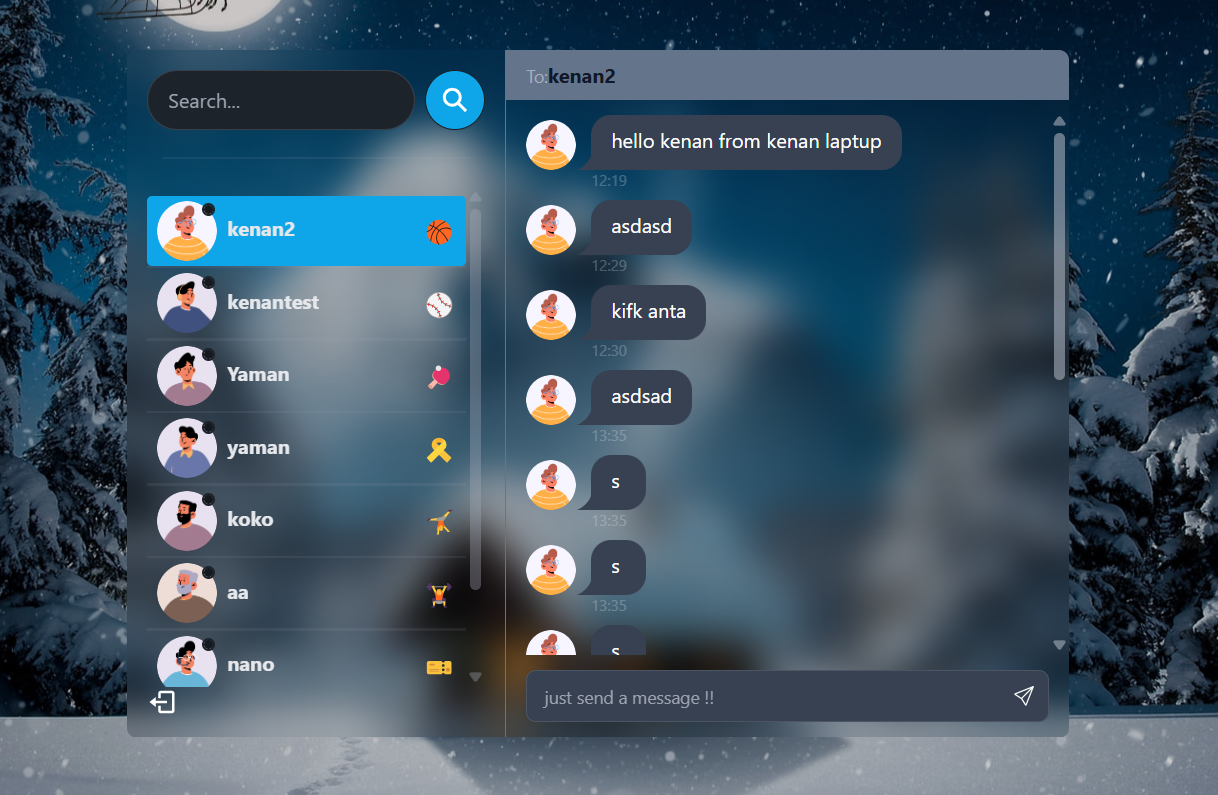 Search...
kenan2
kenantest
Yaman
yaman
koko
aa
nano
To:kenan2
hello kenan from kenan laptup
12:19
asdasd
12:29
kifk anta
12:30
asdsad
13:35
s
13:35
s
13:35
s
just send a message !!